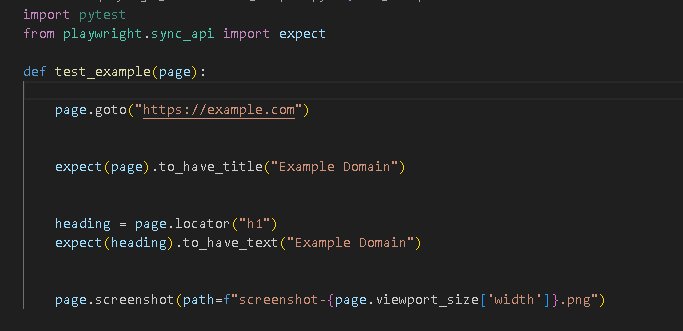 import pytest
from playwright.sync_api import expect
def test_example(page):
page.goto("https://example.com")
expect(page).to_have_title("Example Domain")
heading = page.locator("h1")
expect(heading).to_have_text("Example Domain")
page.screenshot(path=f"screenshot-{page.viewport_size['width']}.png")